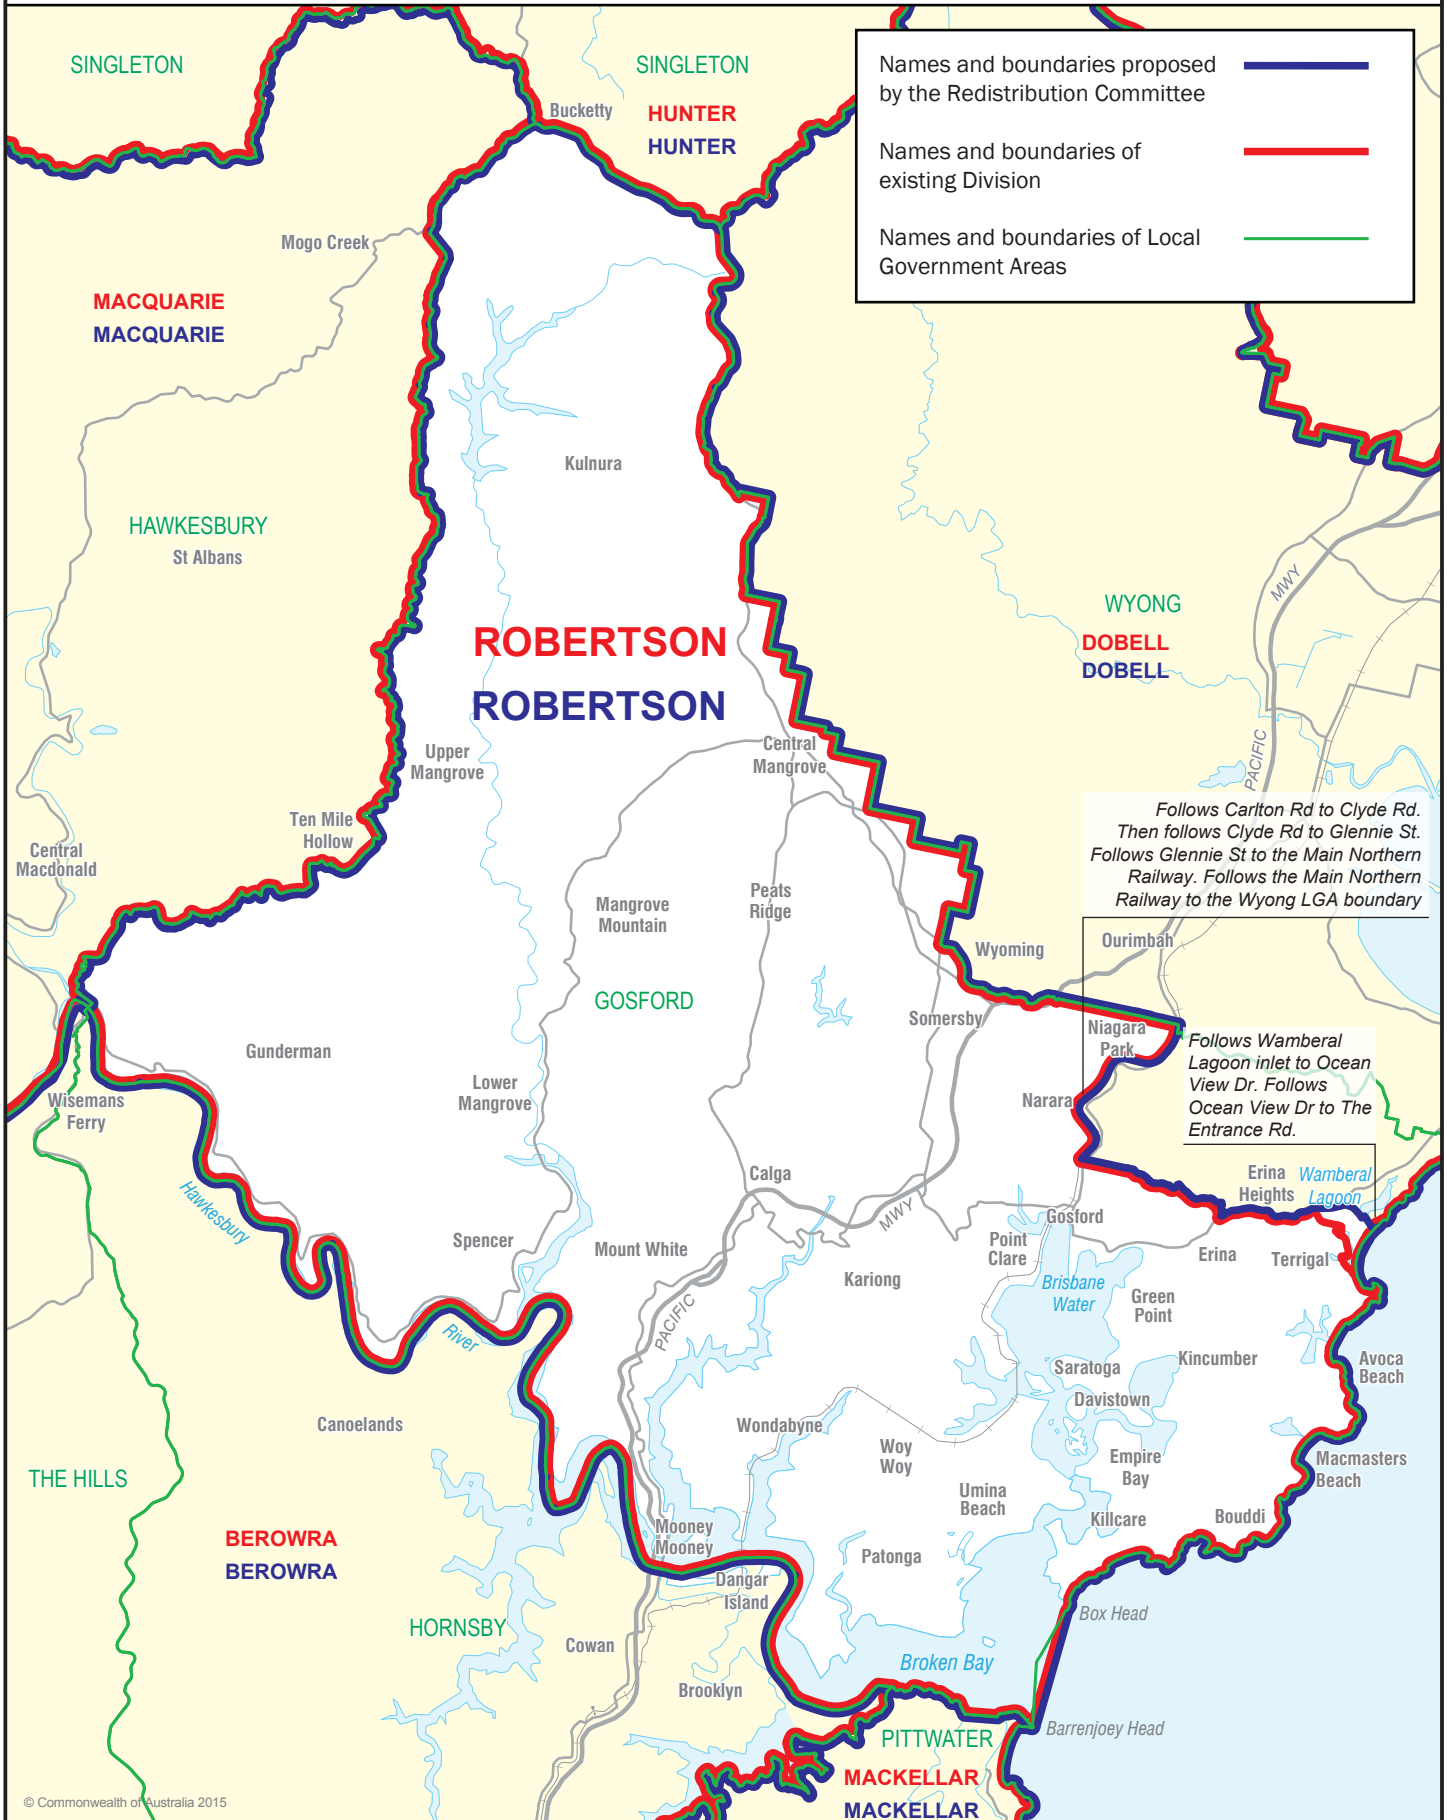 SINGLETON
SINGLETON
Bucketty
HUNTER
HUNTER
Names and boundaries proposed
by the Redistribution Committee
Names and boundaries of
existing Division
Names and boundaries of Local
Government Areas
Mogo Creek
MACQUARIE
MACQUARIE
Kulnura
HAWKESBURY
St Albans
MWY
WYONG
DOBELL
DOBELL
ROBERTSON
ROBERTSON
PACIFIC
Upper
Mangrove
Central
Mangrove
Ten Mile
Hollow
Central
Macdonald
Follows Carlton Rd to Clyde Rd.
Then follows Clyde Rd to Glennie St.
Follows Glennie St to the Main Northern
Railway. Follows the Main Northern
Railway to the Wyong LGA boundary
Mangrove
Mountain
Peats
Ridge
Wyoming
Ourimbah
GOSFORD
Somersby
Niagara
Park
Gunderman
Follows Wamberal
Lagoon inlet to Ocean
View Dr. Follows
Ocean View Dr to The
Entrance Rd.
Wisemans
Ferry
Lower
Mangrove
Narara
Hawkesbury
Calga
Erina
Heights
Wamberal
Lagoon
MWY
Gosford
Spencer
Mount White
Point
Clare
Erina
Terrigal
Kariong
Brisbane
Water
Green
Point
River
PACIFIC
Saratoga
Kincumber
Avoca
Beach
Davistown
Canoelands
Wondabyne
Woy
Woy
Empire
Bay
Macmasters
Beach
THE HILLS
Umina
Beach
Killcare
Bouddi
BEROWRA
BEROWRA
Mooney
Mooney
Patonga
Dangar
Island
Box Head
HORNSBY
Cowan
Broken Bay
Brooklyn
Barrenjoey Head
PITTWATER
MACKELLAR
MACKELLAR
© Commonwealth of Australia 2015